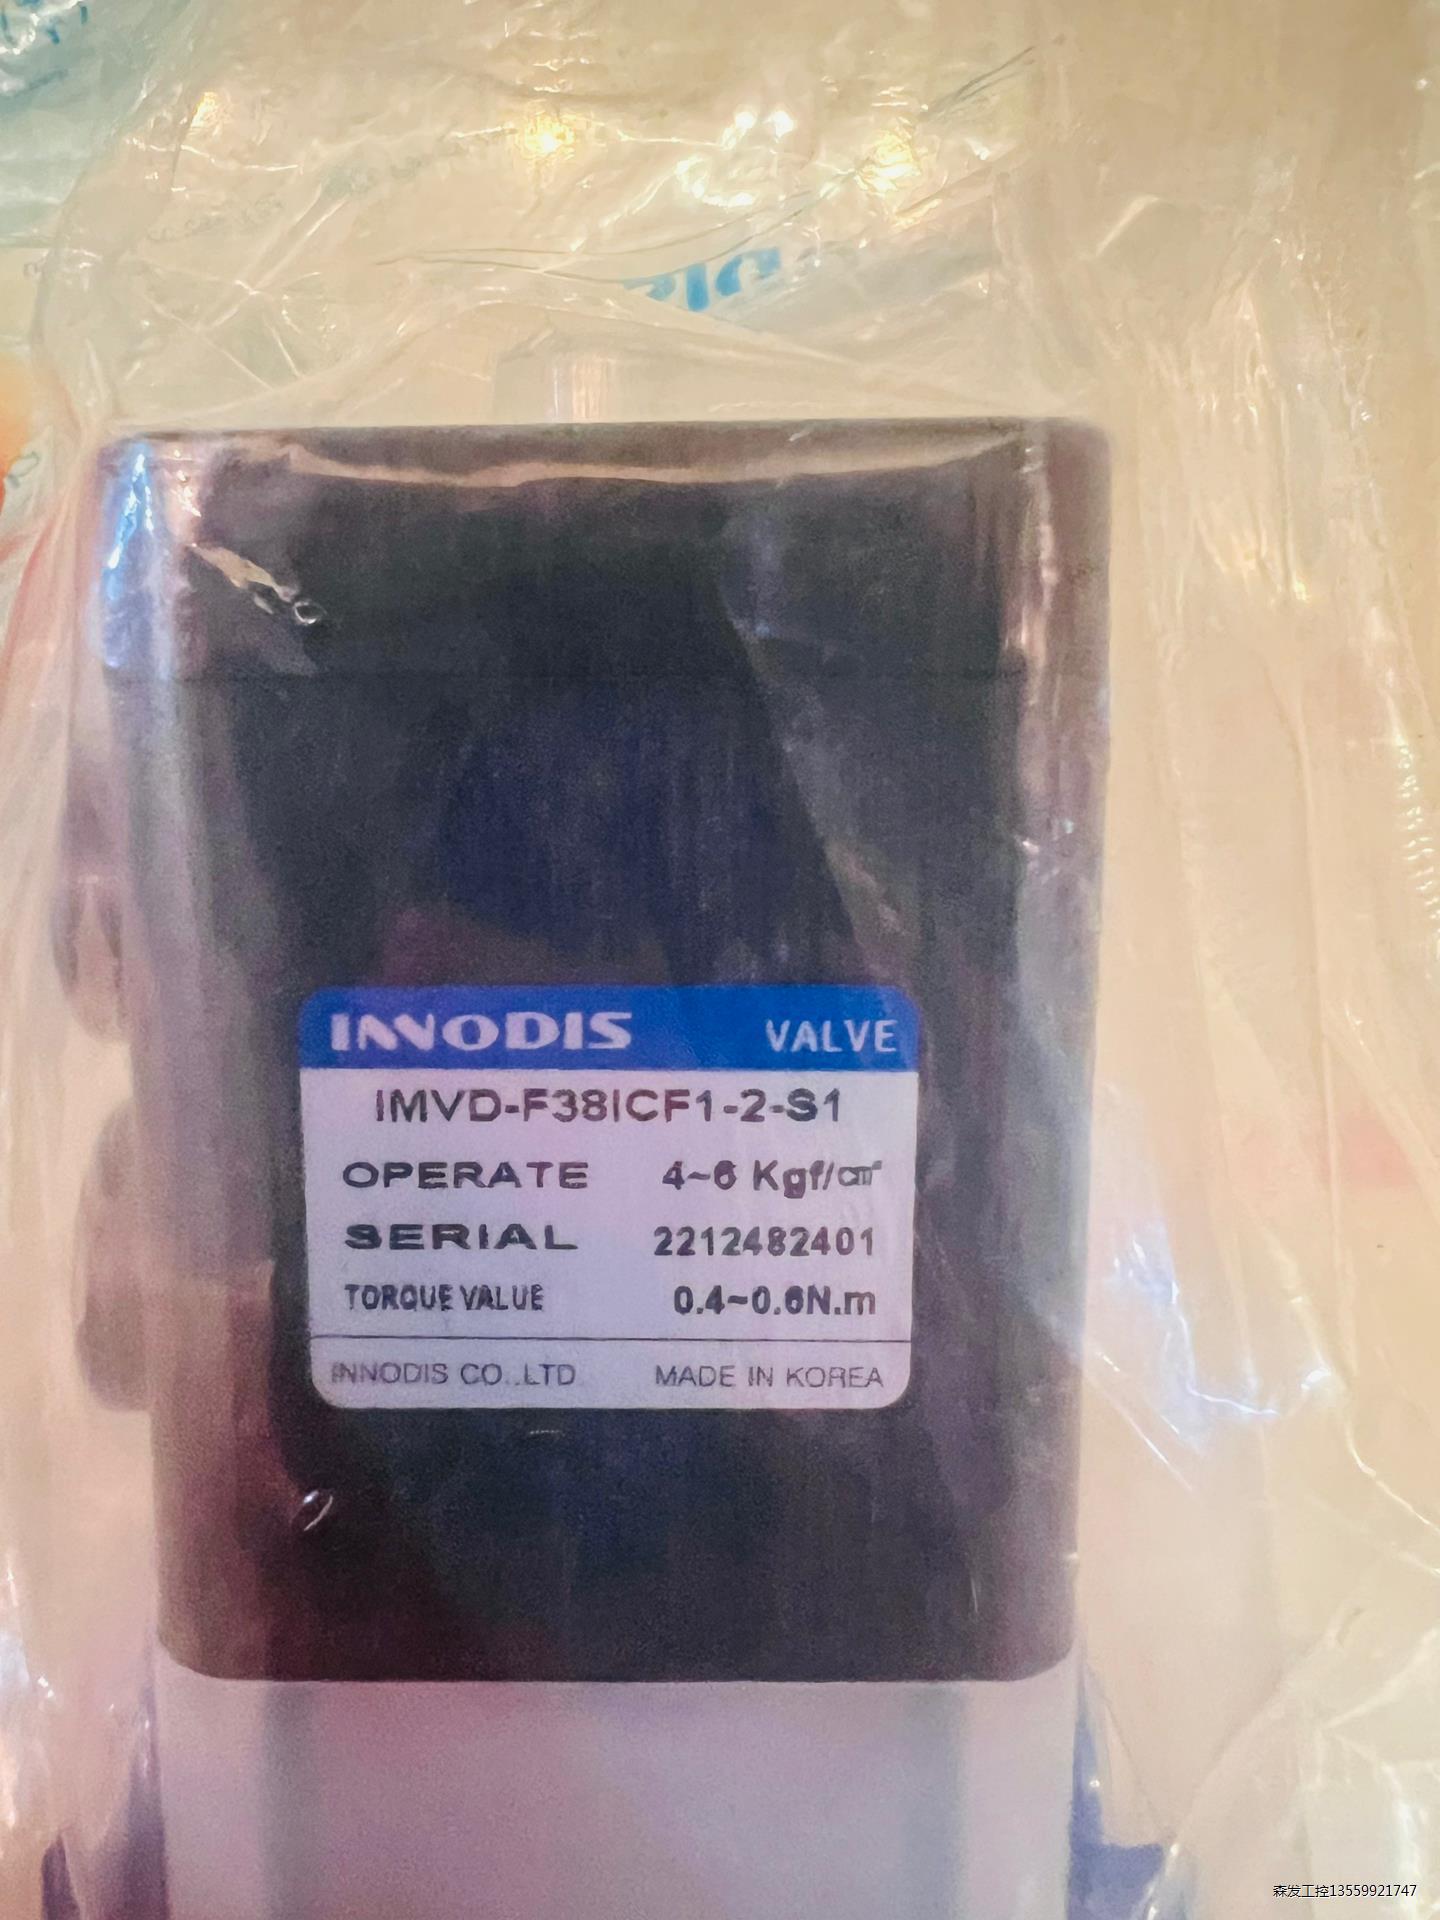 INNODIS VALVE
IMVD-F38ICF1-2-S1
OPERATE 4~6 Kgf/㎠
SERIAL 2212482401
TORQUE VALUE 0.4~0.6N.m
INNODIS CO.,LTD MADE IN KOREA
森发工控13559921747